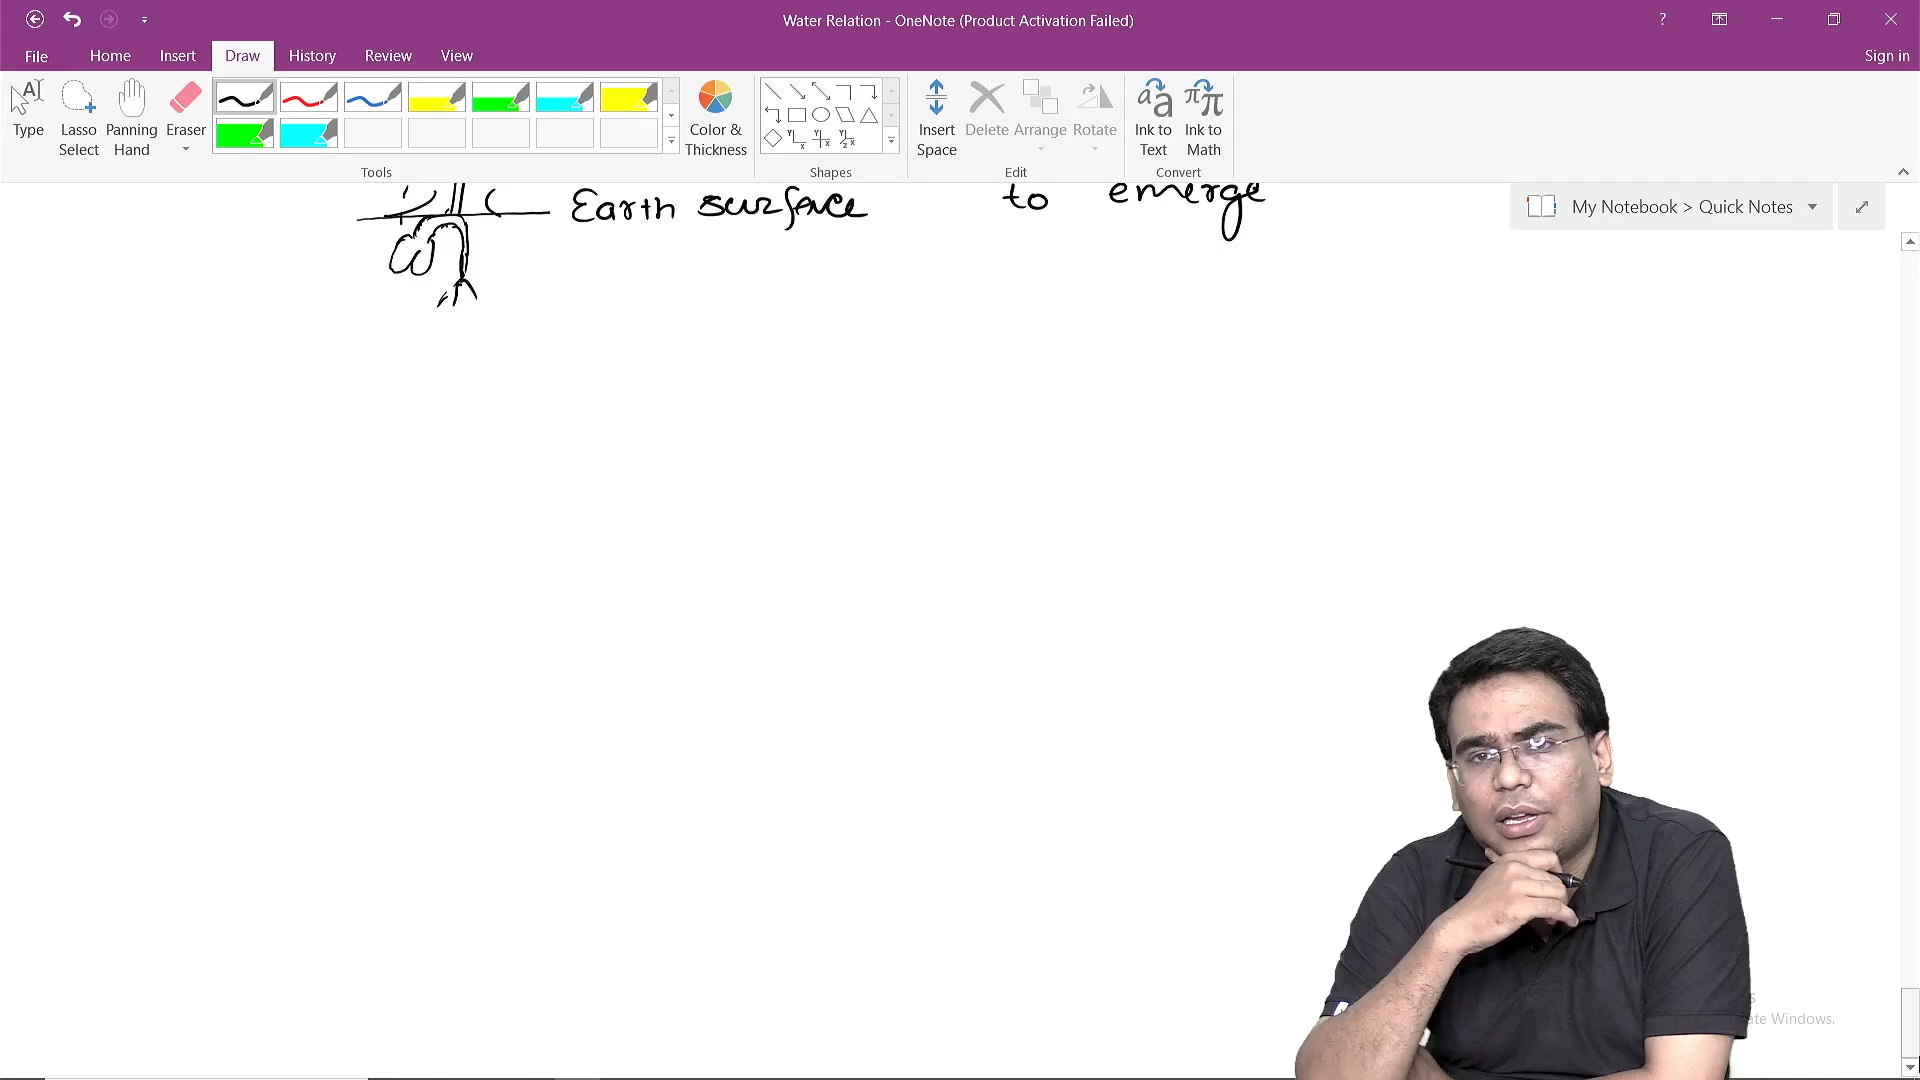 Water Relation - OneNote (Product Activation Failed)
?
File
Home
Insert
Draw
History
Review
View
Sign in
Type
Lasso
Select
Panning
Hand
Eraser
Color &
Thickness
Insert
Space
Delete
Arrange
Rotate
Ink to
Text
Ink to
Math
Tools
Shapes
Edit
Convert
My Notebook > Quick Notes
Earth surface
to emerge
ate Windows.